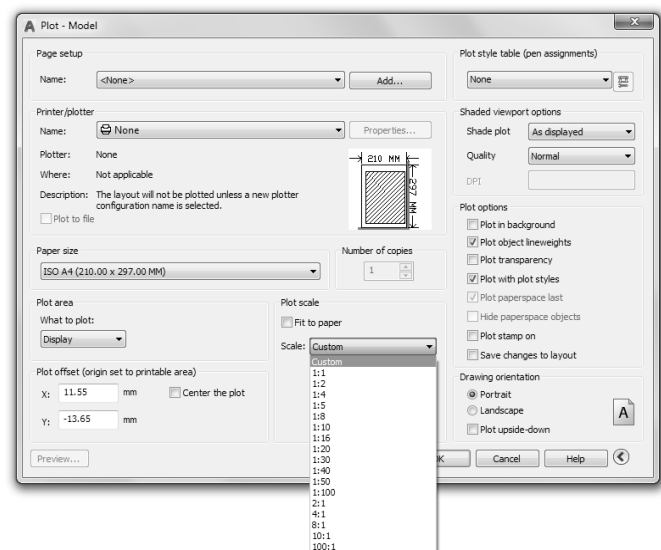 Plot - Model
Page setup
Name: <None> Add...
Printer/plotter
Name: None Properties...
Plotter: None
Where: Not applicable
Description: The layout will not be plotted unless a new plotter
configuration name is selected.
Plot to file
210 MM
297 MM
Paper size
ISO A4 (210.00 x 297.00 MM)
Number of copies
1
Plot area
What to plot:
Display
Plot offset (origin set to printable area)
X: 11.55 mm Center the plot
Y: -13.65 mm
Plot scale
Fit to paper
Scale: Custom
Custom
1:1
1:2
1:4
1:5
1:8
1:10
1:16
1:20
1:30
1:40
1:50
1:100
2:1
4:1
8:1
10:1
100:1
Plot style table (pen assignments)
None
Shaded viewport options
Shade plot As displayed
Quality Normal
DPI
Plot options
Plot in background
Plot object lineweights
Plot transparency
Plot with plot styles
Plot paperspace last
Hide paperspace objects
Plot stamp on
Save changes to layout
Drawing orientation
Portrait
Landscape
Plot upside-down
A
Preview... Cancel Help